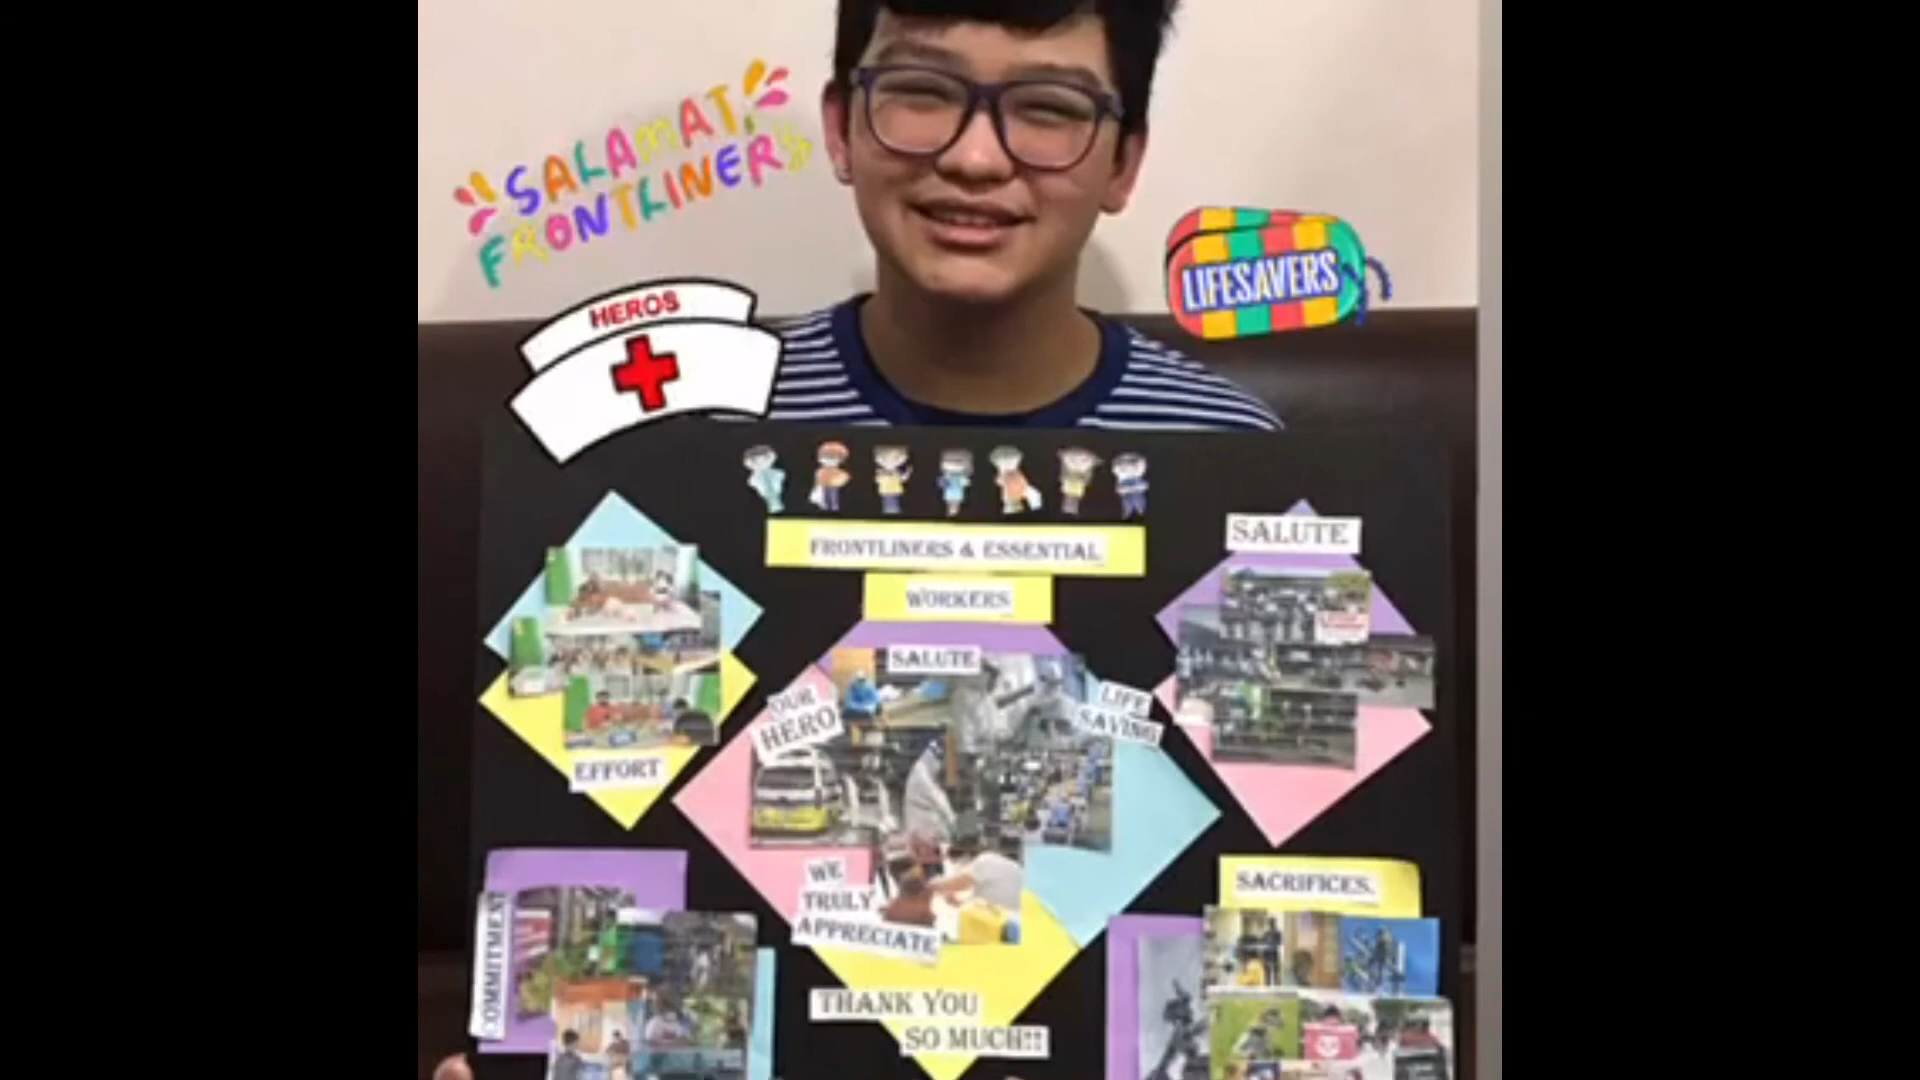 SALAMAT,
FRONTLINERS
HEROS
LIFESAVERS
FRONTLINERS & ESSENTIAL
WORKERS
SALUTE
SALUTE
OUR
HERO
LIFE
SAVING
EFFORT
WE
TRULY
APPRECIATE
SACRIFICES.
COMMITMENT
THANK YOU
SO MUCH!!